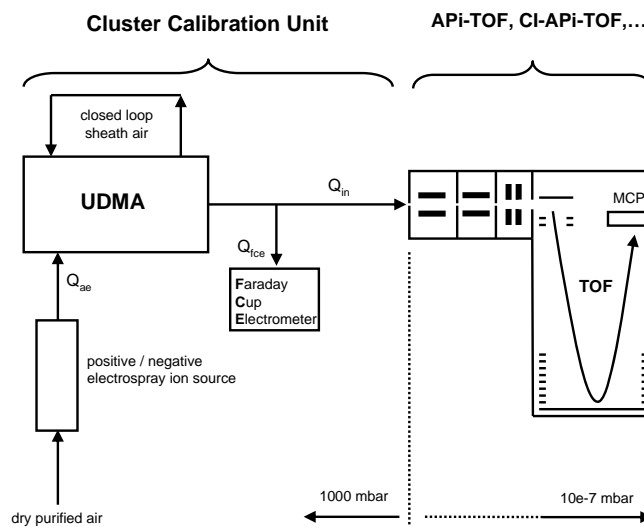 Cluster Calibration Unit
APi-TOF, CI-APi-TOF,...
closed loop
sheath air
UDMA
Qin
MCP
Qfce
Qae
Faraday
Cup
Electrometer
TOF
positive / negative
electrospray ion source
1000 mbar
10e-7 mbar
dry purified air